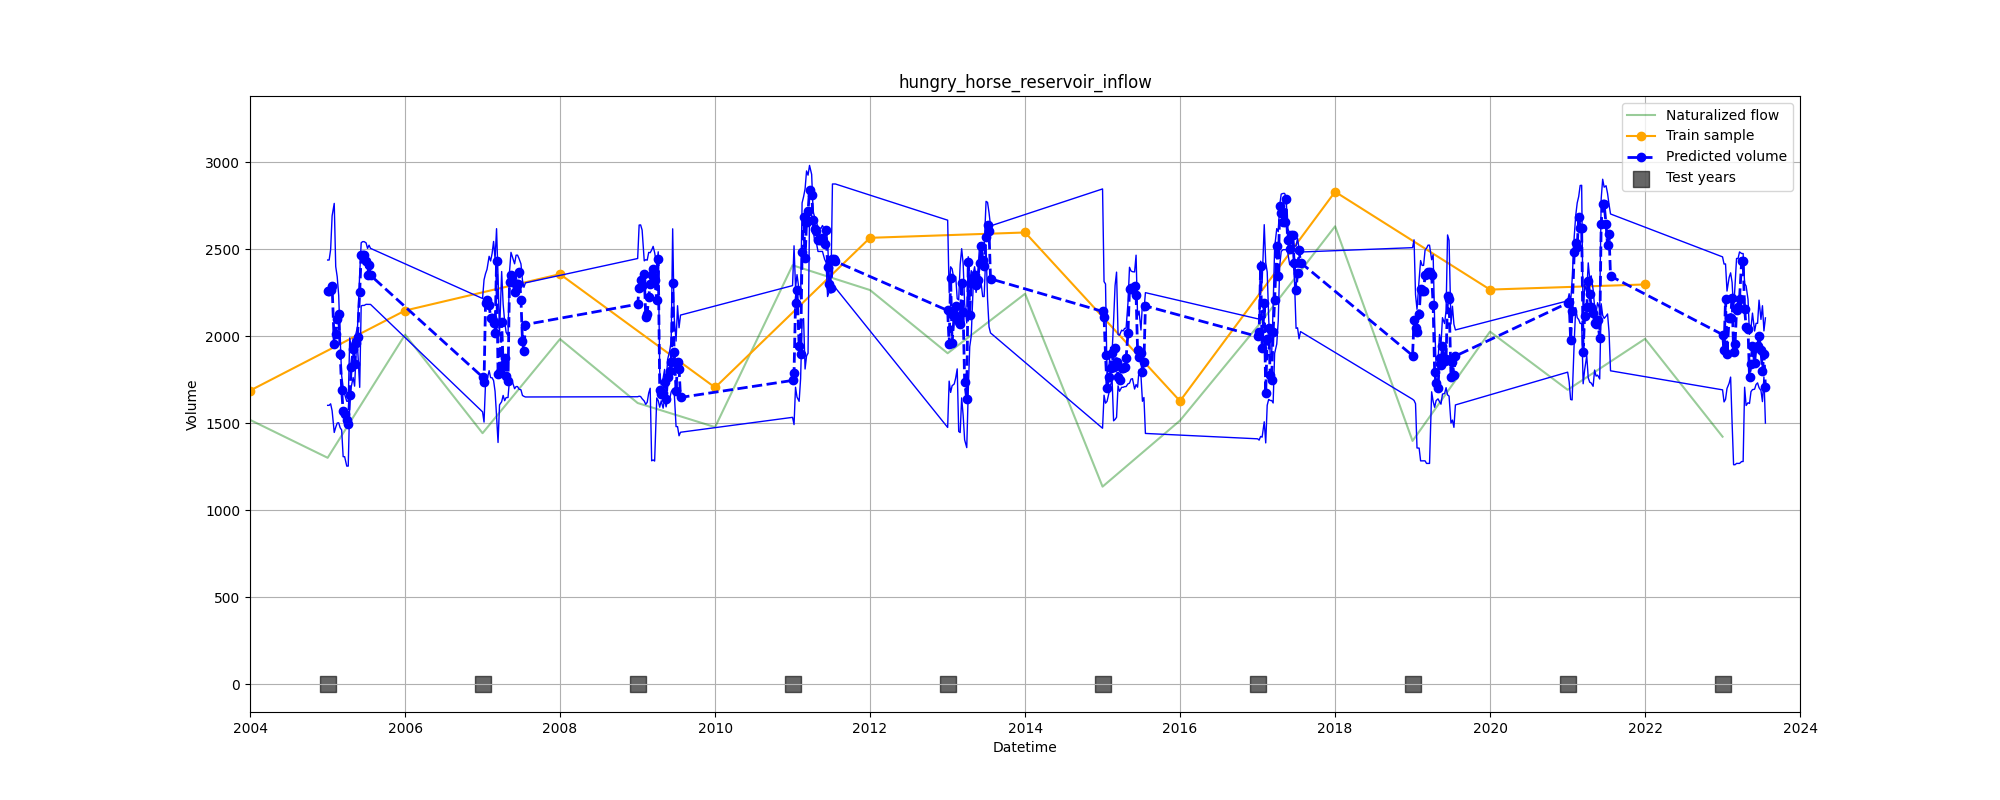 hungry_horse_reservoir_inflow
Naturalized flow
Train sample
Predicted volume
Test years
Volume
3000
2500
2000
1500
1000
500
0
2004 2006 2008 2010 2012 2014 2016 2018 2020 2022 2024
Datetime